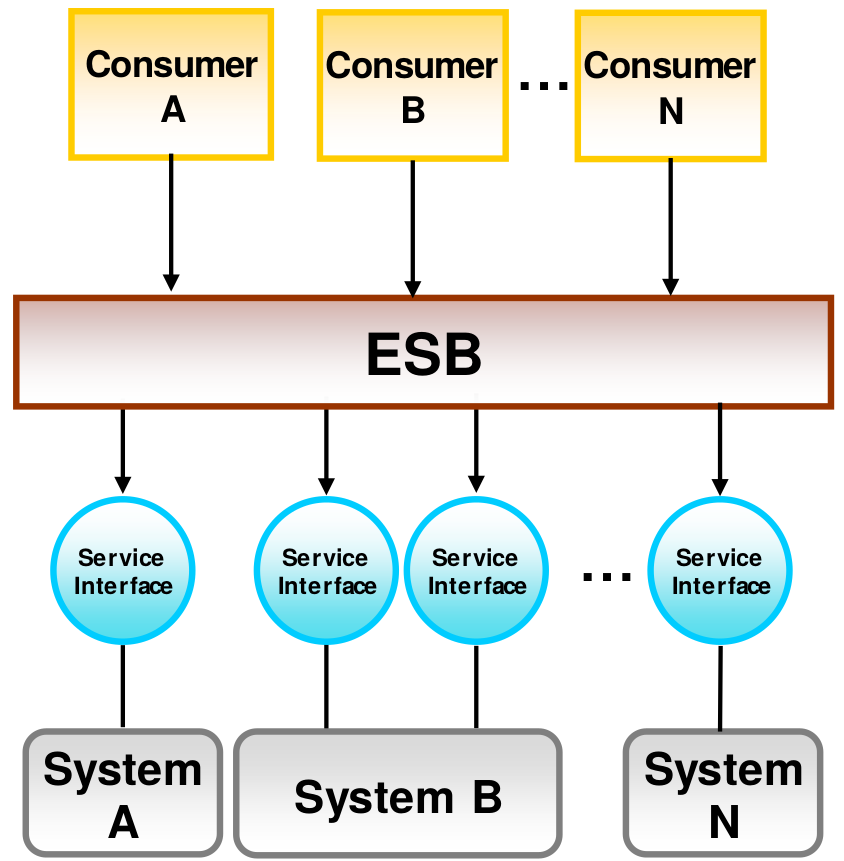 Consumer
A
Consumer
B
...
Consumer
N
ESB
Service
Interface
Service
Interface
Service
Interface
...
Service
Interface
System
A
System B
System
N